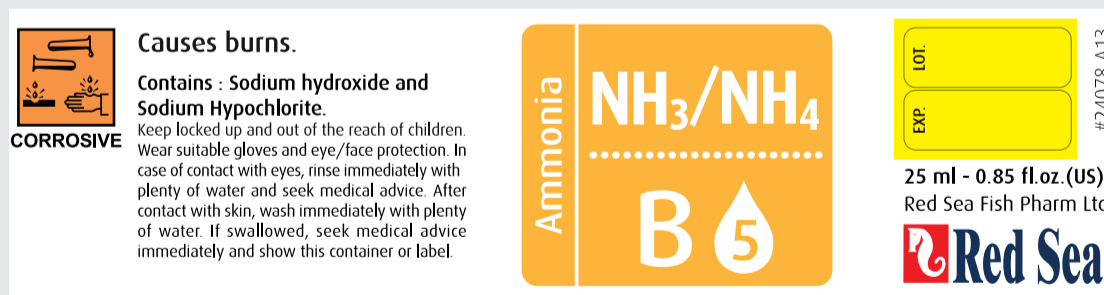 CORROSIVE
Causes burns.
Contains : Sodium hydroxide and
Sodium Hypochlorite.
Keep locked up and out of the reach of children.
Wear suitable gloves and eye/face protection. In
case of contact with eyes, rinse immediately with
plenty of water and seek medical advice. After
contact with skin, wash immediately with plenty
of water. If swallowed, seek medical advice
immediately and show this container or label.
Ammonia
NH₃/NH₄
B 5
LOT.
EXP.
#24078 A13
25 ml - 0.85 fl.oz.(US)
Red Sea Fish Pharm Ltd
Red Sea